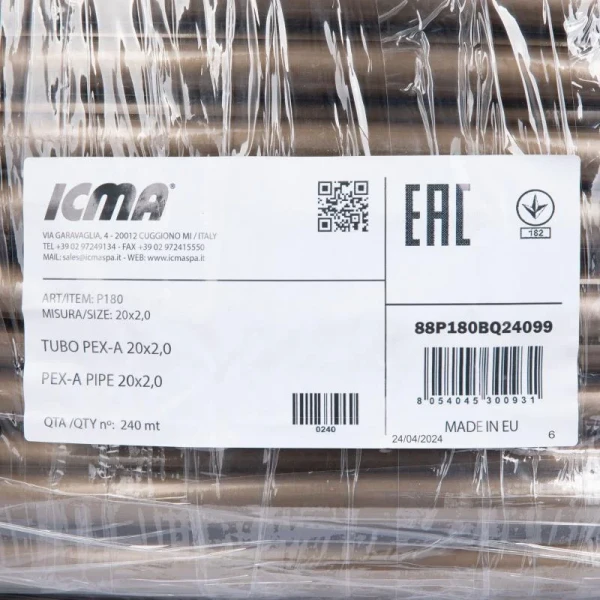 ICMA®
VIA GARAVAGLIA, 4 - 20012 CUGGIONO MI / ITALY
TEL +39 02 97249134 - FAX +39 02 972415550
MAIL: sales@icmaspa.it - WEB: www.icmaspa.it
ART/ITEM: P180
MISURA/SIZE: 20x2,0
TUBO PEX-A 20x2,0
PEX-A PIPE 20x2,0
QTA /QTY nº: 240 mt
0240
EAC
182
88P180BQ24099
8 054045 300931
MADE IN EU
24/04/2024
6